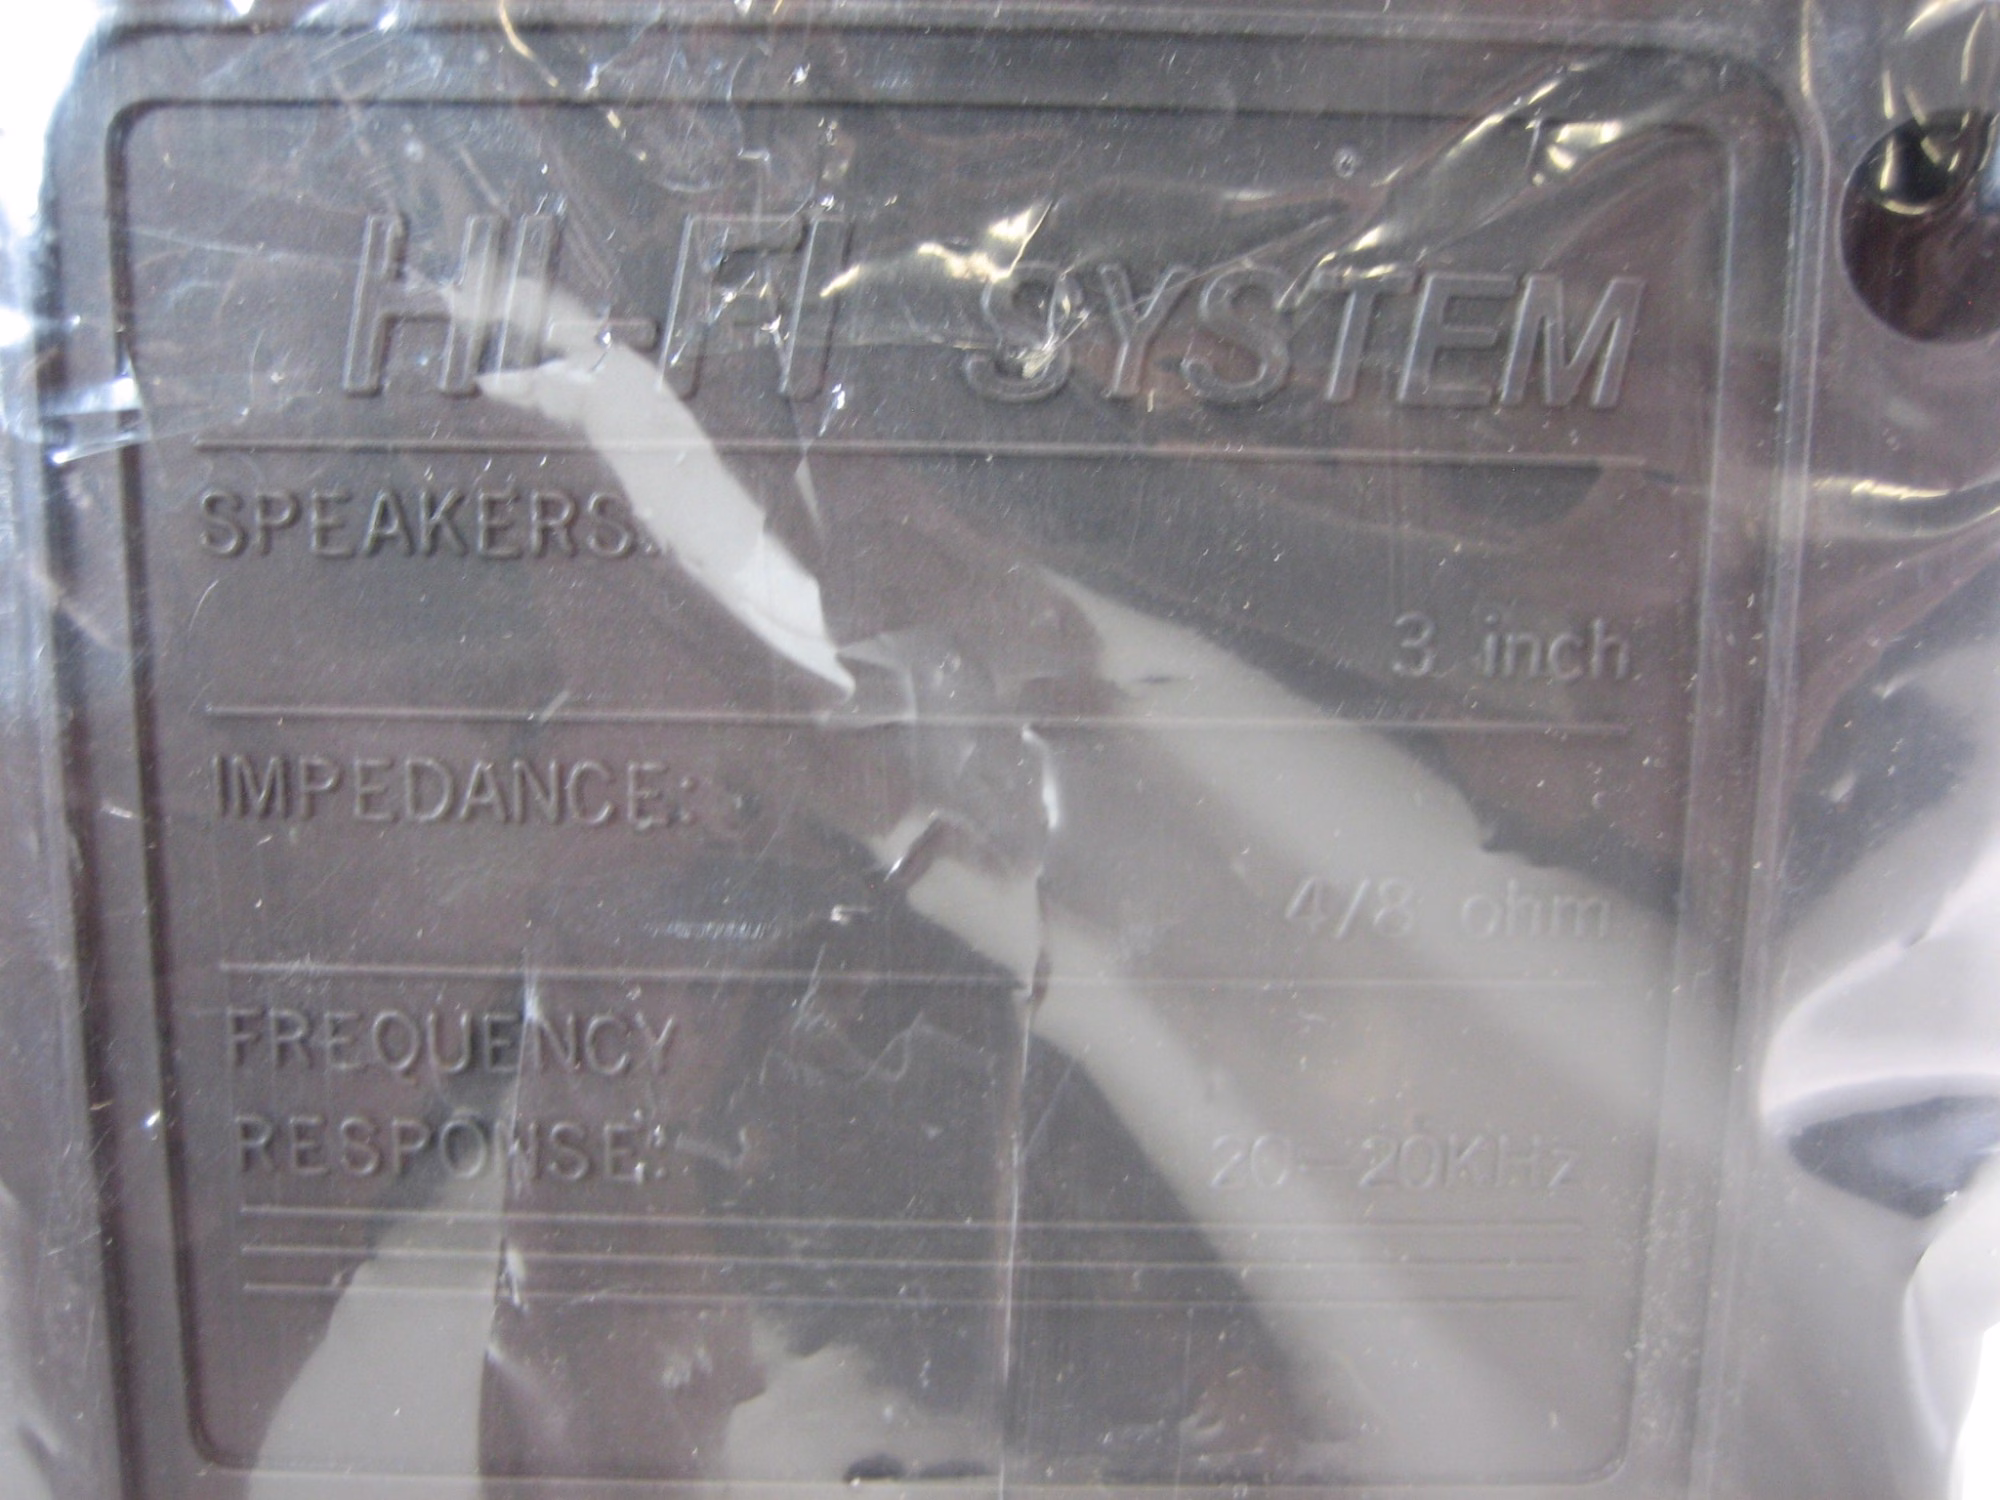 HI-FI SYSTEM
SPEAKERS:
3 inch
IMPEDANCE:
4/8 ohm
FREQUENCY
RESPONSE: 20-20KHz